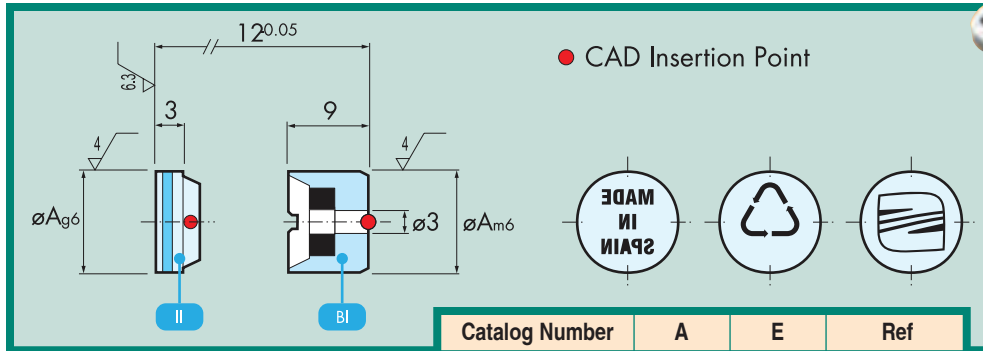 12-0.05
CAD Insertion Point
6.3
3
9
4
4
øAg6
ø3
øAm6
MADE
IN
SPAIN
II
BI
Catalog Number A E Ref